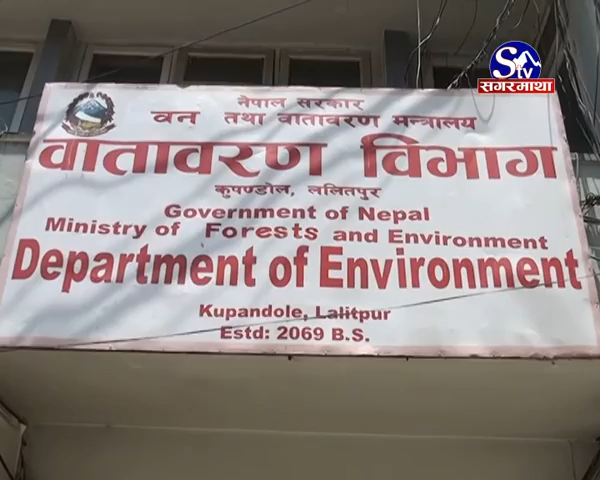 STV
सगरमाथा
नेपाल सरकार
वन तथा वातावरण मन्त्रालय
वातावरण विभाग
कुपण्डोल, ललितपुर
Government of Nepal
Ministry of Forests and Environment
Department of Environment
Kupandole, Lalitpur
Estd: 2069 B.S.